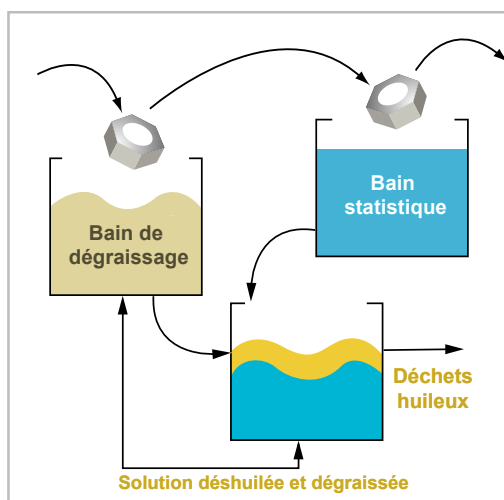 Bain
statistique
Bain de
dégraissage
Déchets
huileux
Solution déshuilée et dégraissée